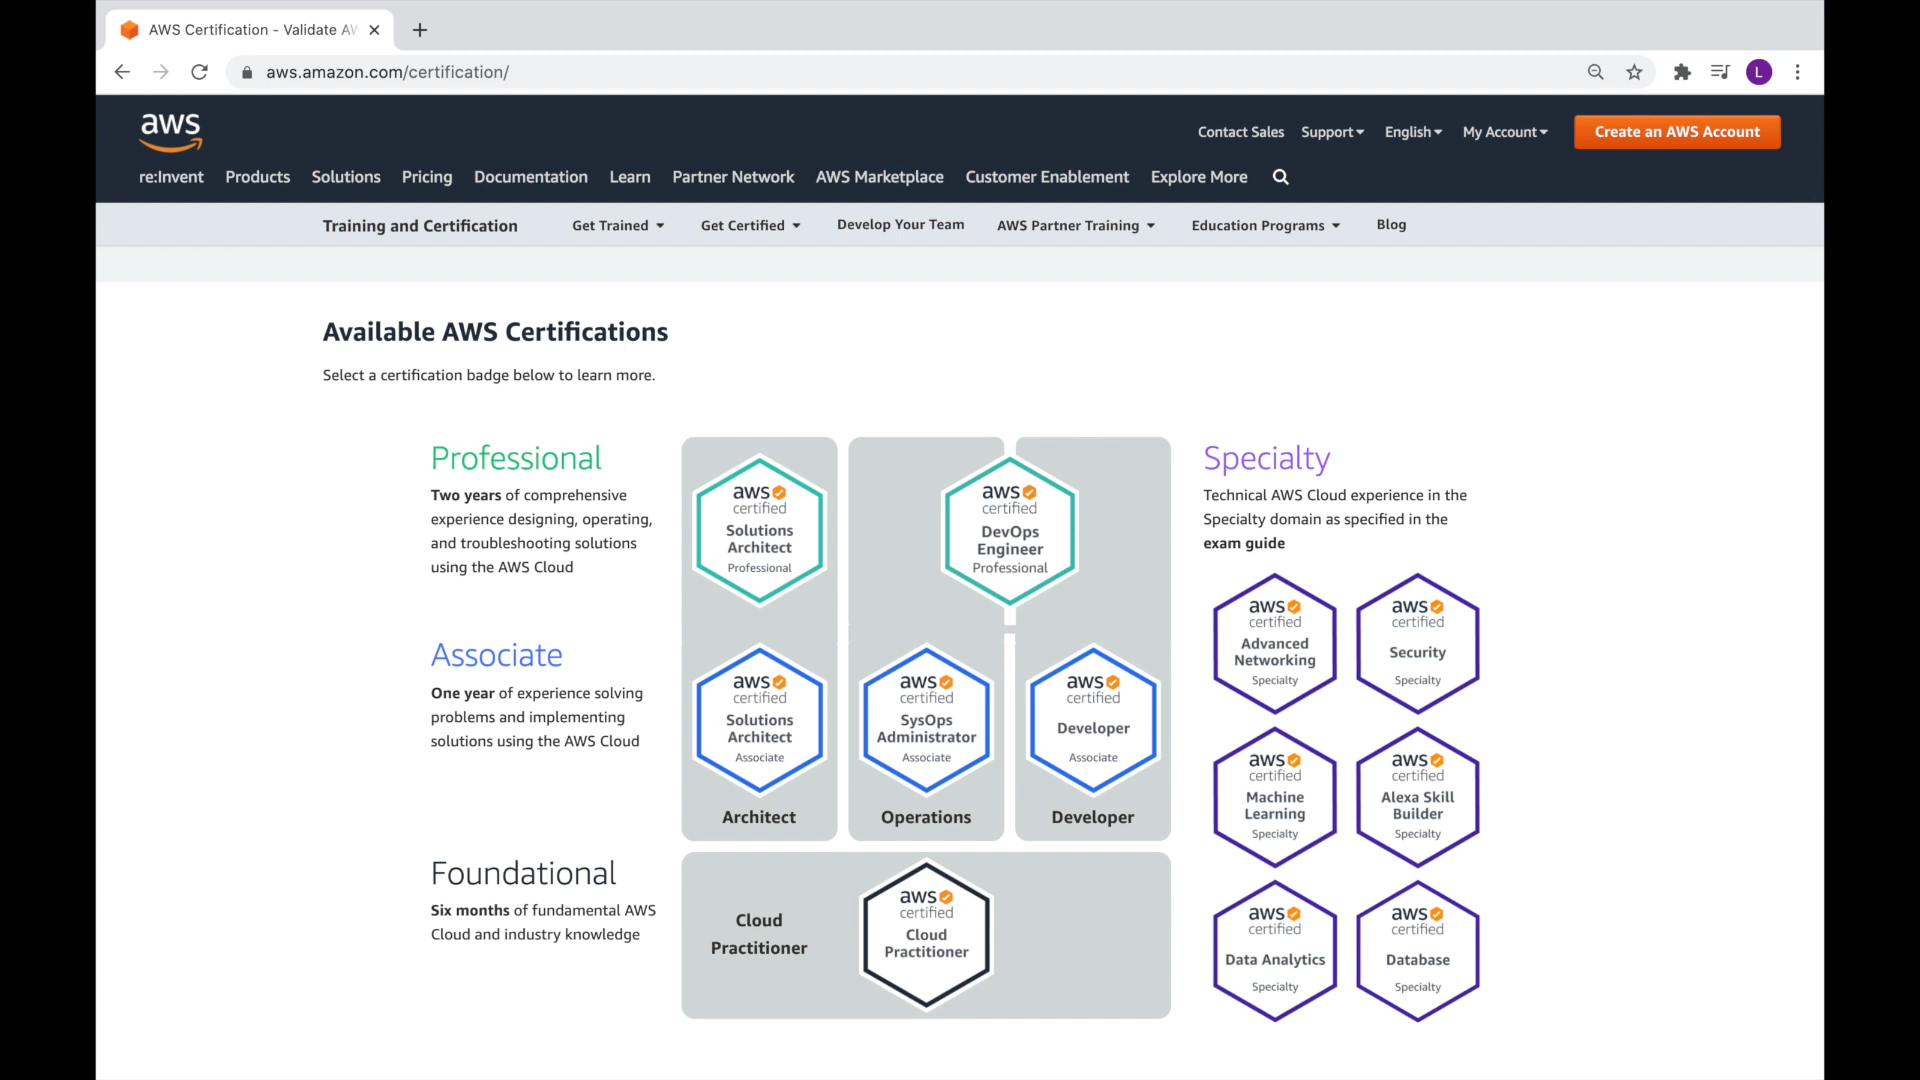 AWS Certification - Validate AW
aws.amazon.com/certification/
L
aws
Contact Sales
Support
English
My Account
Create an AWS Account
re:Invent
Products
Solutions
Pricing
Documentation
Learn
Partner Network
AWS Marketplace
Customer Enablement
Explore More
Training and Certification
Get Trained
Get Certified
Develop Your Team
AWS Partner Training
Education Programs
Blog
Available AWS Certifications
Select a certification badge below to learn more.
Professional
Two years of comprehensive
experience designing, operating,
and troubleshooting solutions
using the AWS Cloud
aws
certified
Solutions
Architect
Professional
aws
certified
DevOps
Engineer
Professional
Associate
One year of experience solving
problems and implementing
solutions using the AWS Cloud
aws
certified
Solutions
Architect
Associate
Architect
aws
certified
SysOps
Administrator
Associate
Operations
aws
certified
Developer
Associate
Developer
Foundational
Six months of fundamental AWS
Cloud and industry knowledge
Cloud
Practitioner
aws
certified
Cloud
Practitioner
Specialty
Technical AWS Cloud experience in the
Specialty domain as specified in the
exam guide
aws
certified
Advanced
Networking
Specialty
aws
certified
Security
Specialty
aws
certified
Machine
Learning
Specialty
aws
certified
Alexa Skill
Builder
Specialty
aws
certified
Data Analytics
Specialty
aws
certified
Database
Specialty